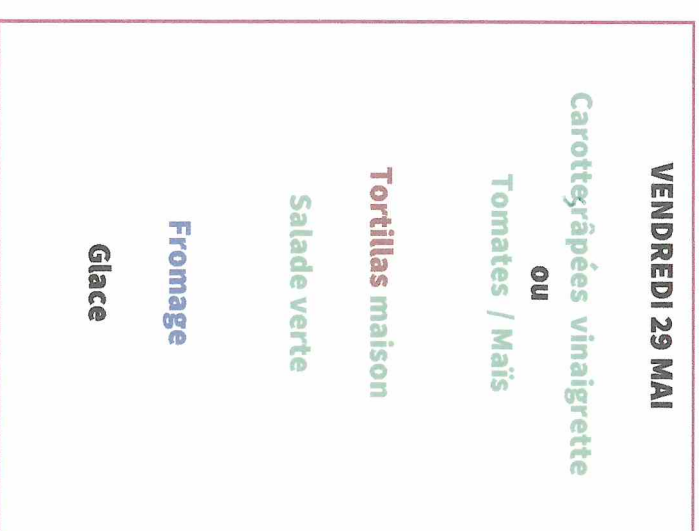 VENDREDI 29 MAI
Carottes râpées vinaigrette
ou
Tomates / Maïs
Tortillas maison
Salade verte
Fromage
Glace